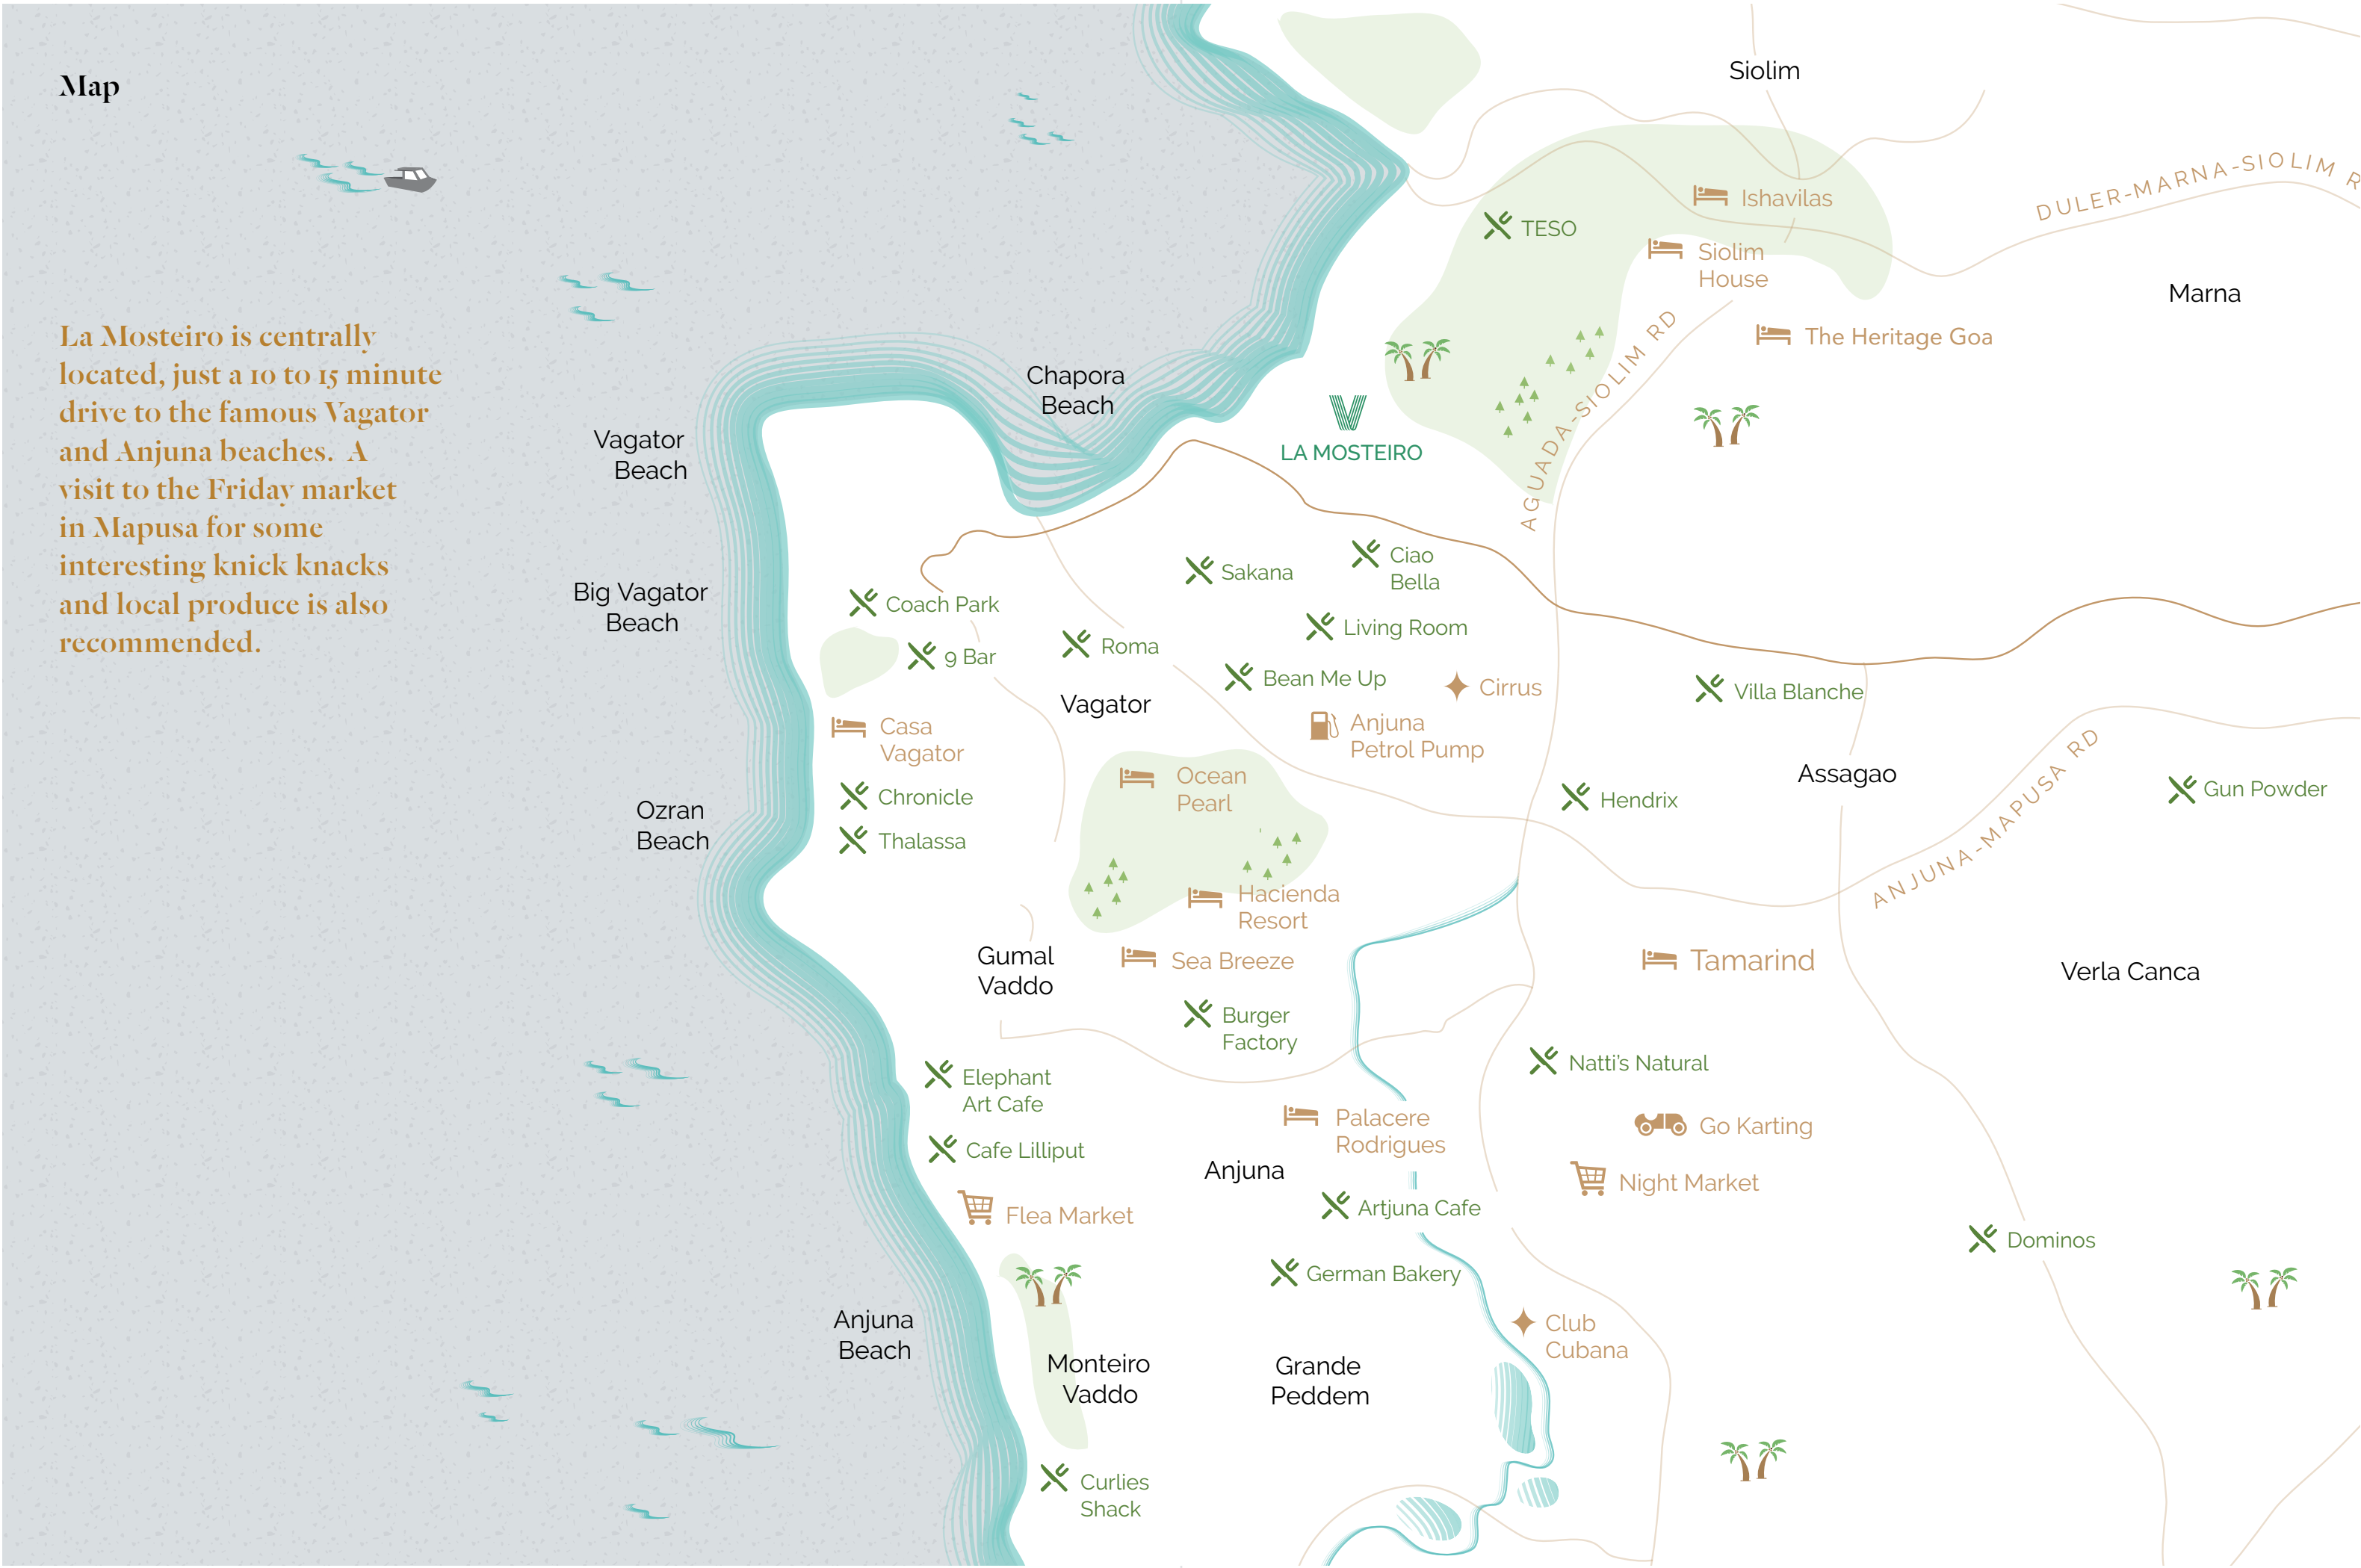 Map
La Mosteiro is centrally
located, just a 10 to 15 minute
drive to the famous Vagator
and Anjuna beaches. A
visit to the Friday market
in Mapusa for some
interesting knick knacks
and local produce is also
recommended.
Siolim
Ishavilas
DULER-MARNA-SIOLIM R
TESO
Siolim
House
Marna
The Heritage Goa
AGUADA-SIOLIM RD
Chapora
Beach
LA MOSTEIRO
Vagator
Beach
Big Vagator
Beach
Coach Park
Sakana
Ciao
Bella
9 Bar
Roma
Living Room
Bean Me Up
Cirrus
Villa Blanche
Vagator
Casa
Vagator
Anjuna
Petrol Pump
Ocean
Pearl
Assagao
ANJUNA-MAPUSA RD
Gun Powder
Hendrix
Chronicle
Ozran
Beach
Thalassa
Hacienda
Resort
Gumal
Vaddo
Sea Breeze
Tamarind
Verla Canca
Burger
Factory
Elephant
Art Cafe
Natti's Natural
Palacere
Rodrigues
Go Karting
Cafe Lilliput
Anjuna
Night Market
Flea Market
Artjuna Cafe
Dominos
German Bakery
Anjuna
Beach
Club
Cubana
Monteiro
Vaddo
Grande
Peddem
Curlies
Shack